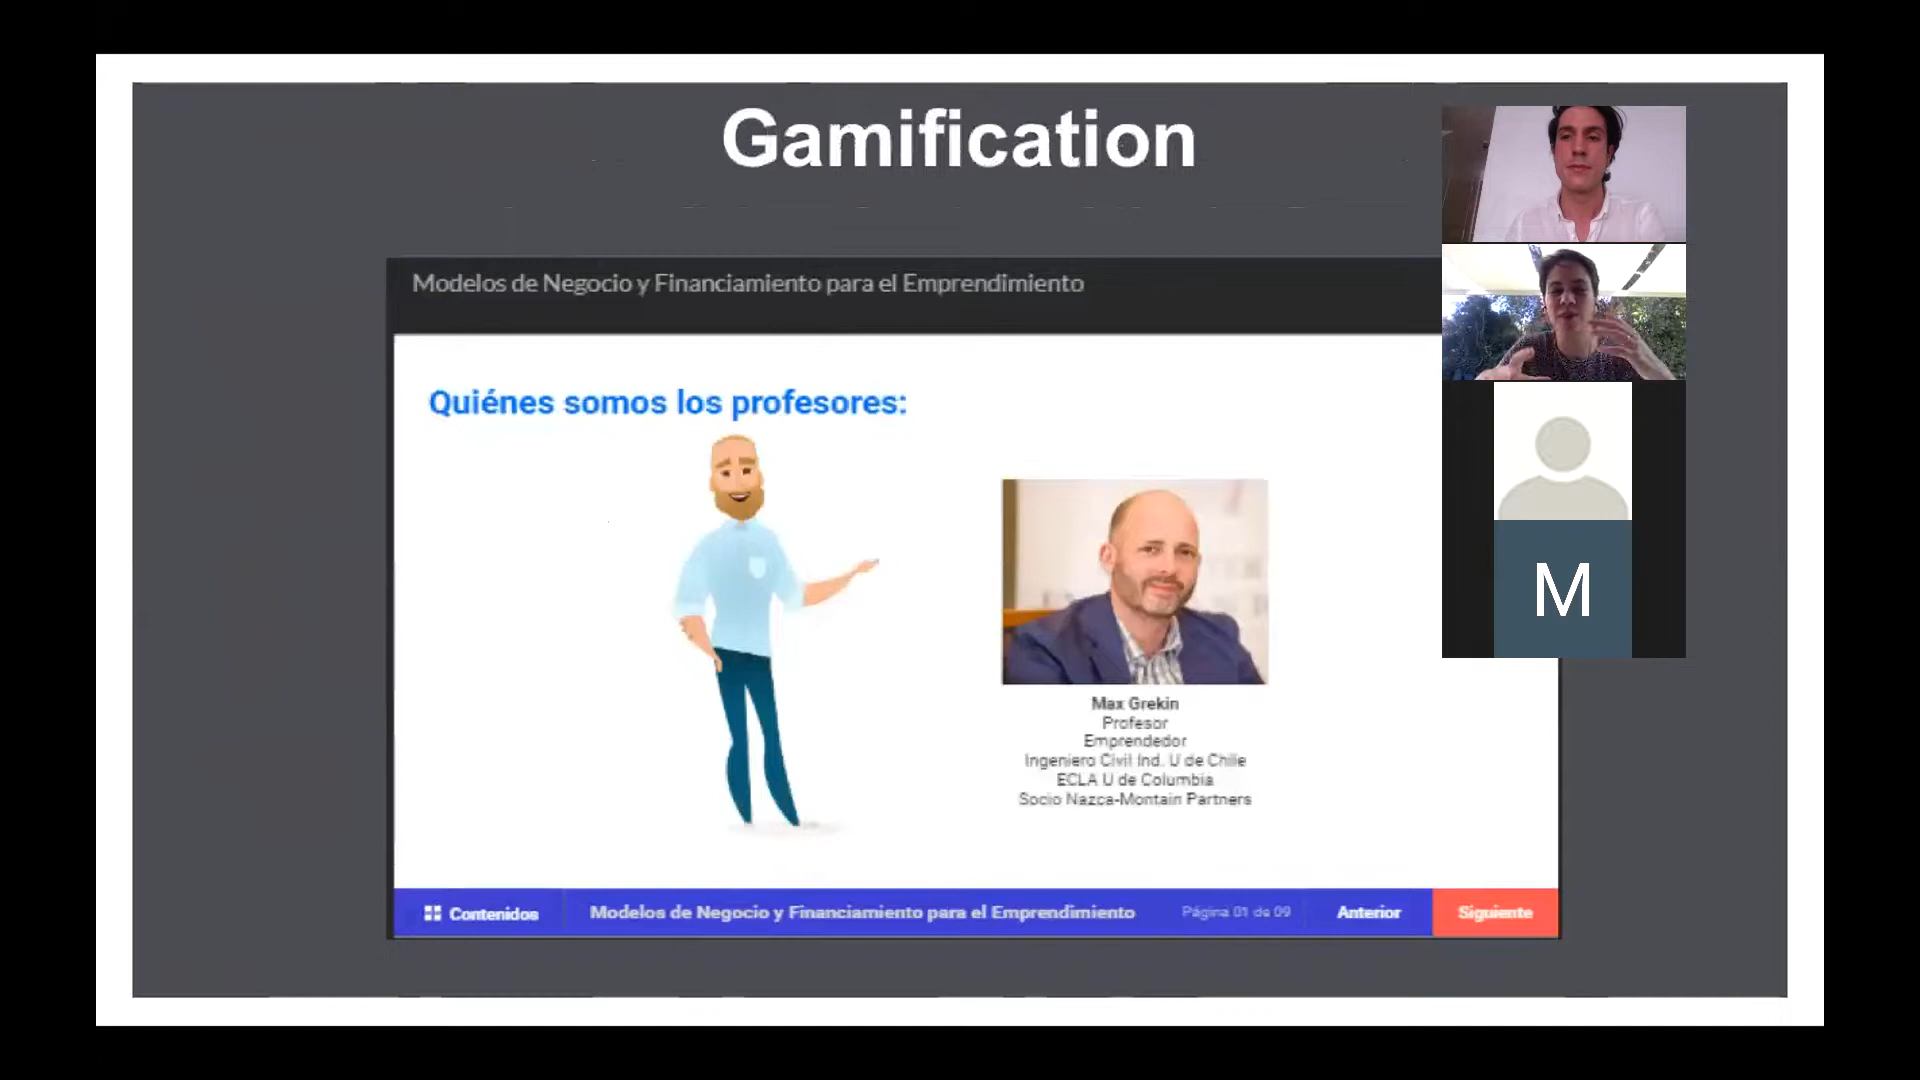 Gamification
Modelos de Negocio y Financiamiento para el Emprendimiento
Quiénes somos los profesores:
Max Grekin
Profesor
Emprendedor
Ingeniero Civil Ind. U de Chile
ECLA U de Columbia
Socio Nazca-Montain Partners
M
Contenidos
Modelos de Negocio y Financiamiento para el Emprendimiento
Página 01 de 09
Anterior
Siguiente